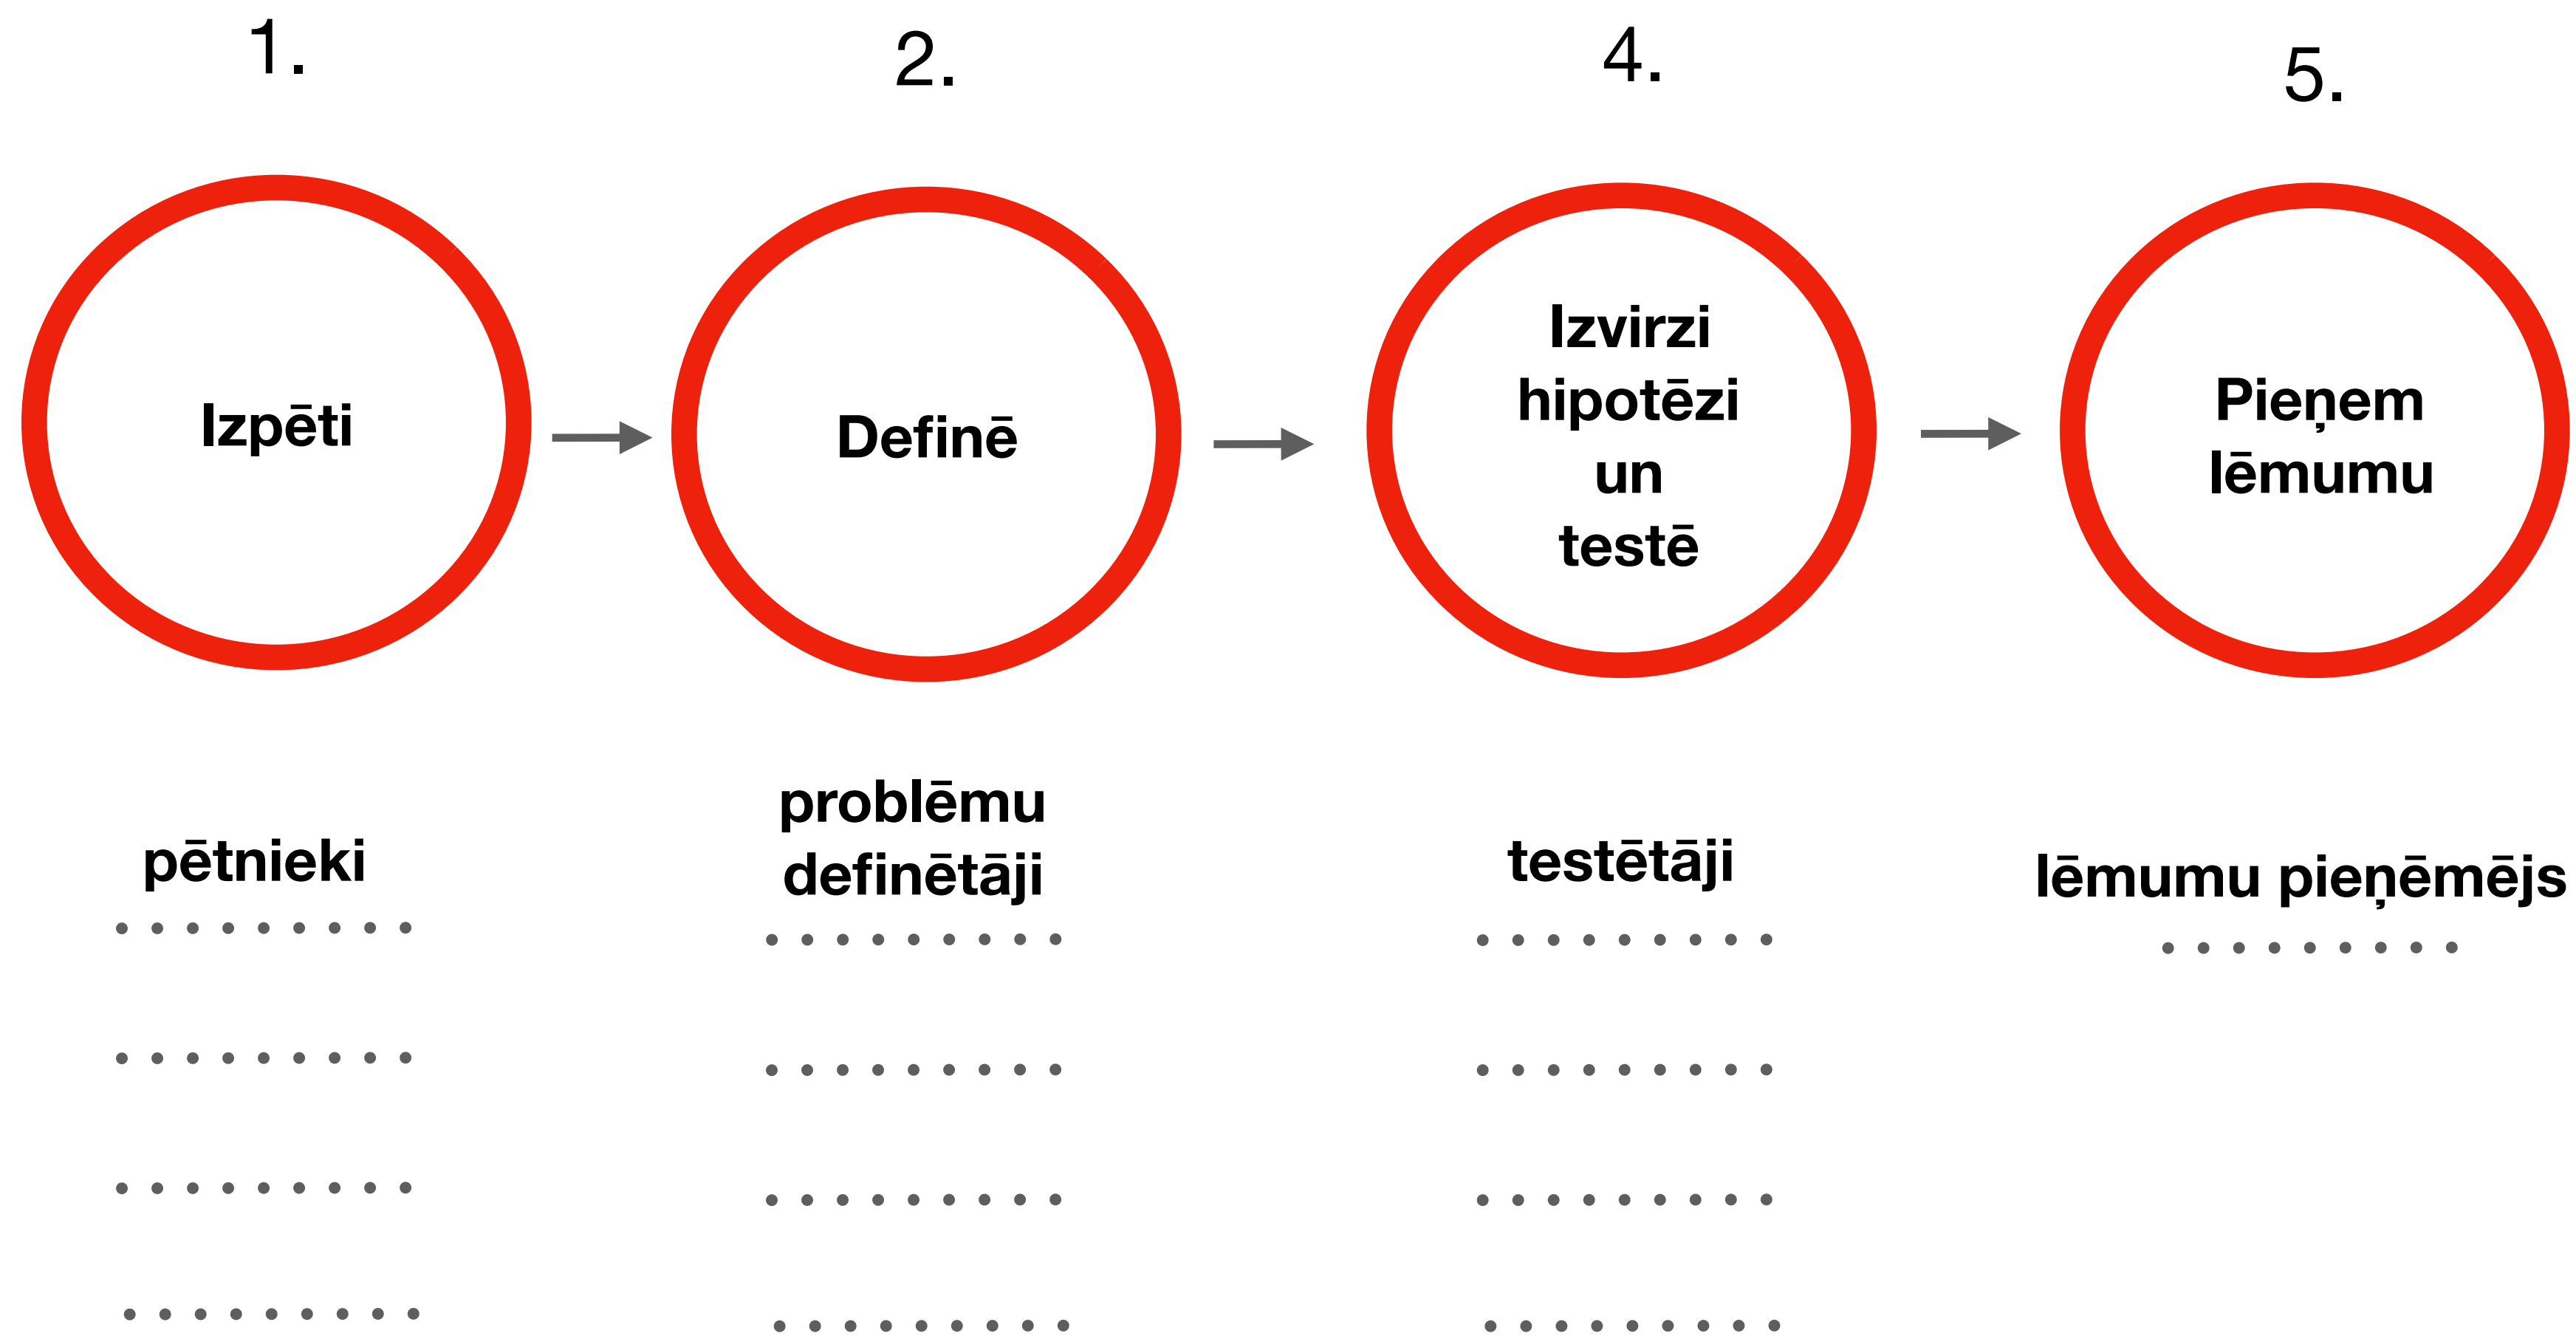 1.
2.
4.
5.
Izpēti
Definē
Izvirzi
hipotēzi
un
testē
Pieņem
lēmumu
pētnieki
problēmu
definētāji
testētāji
lēmumu pieņēmējs